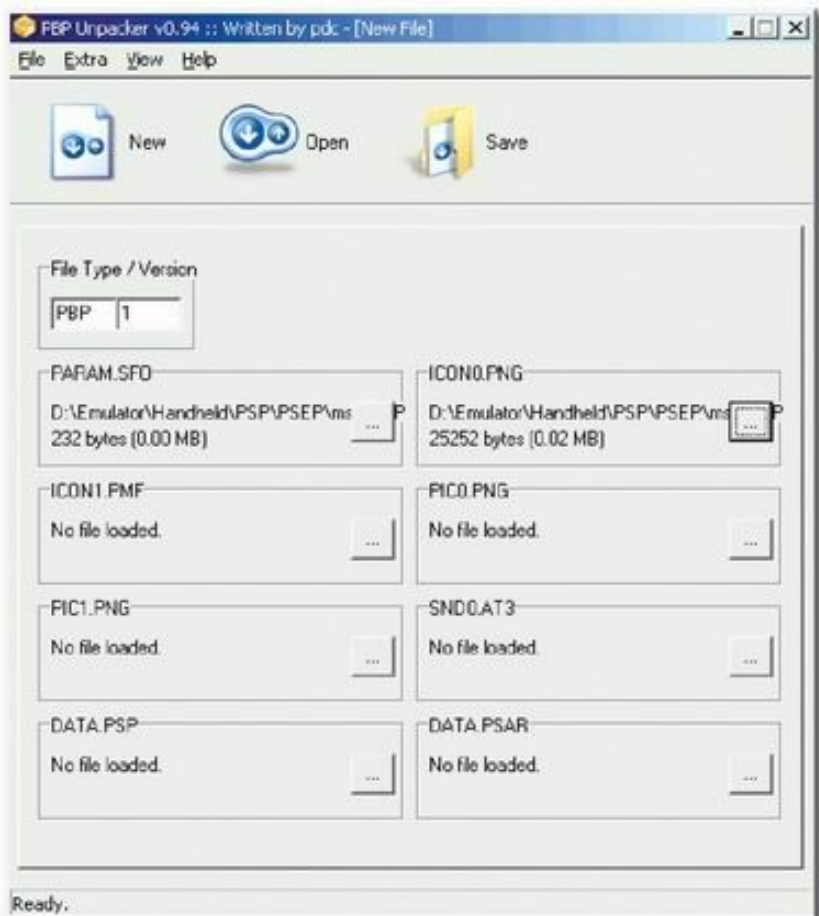 PBP Unpacker v0.94 :: Written by pdc - [New File]
File Extra View Help
New Open Save
File Type / Version
PBP 1
PARAM.SFO
D:\Emulator\Handheld\PSP\PSEP\ms P
232 bytes (0.00 MB)
...
ICON0.PNG
D:\Emulator\Handheld\PSP\PSEP\ms P
25252 bytes (0.02 MB)
...
ICON1.PMF
No file loaded.
...
PIC0.PNG
No file loaded.
...
PIC1.PNG
No file loaded.
...
SND0.AT3
No file loaded.
...
DATA.PSP
No file loaded.
...
DATA.PSAR
No file loaded.
...
Ready.